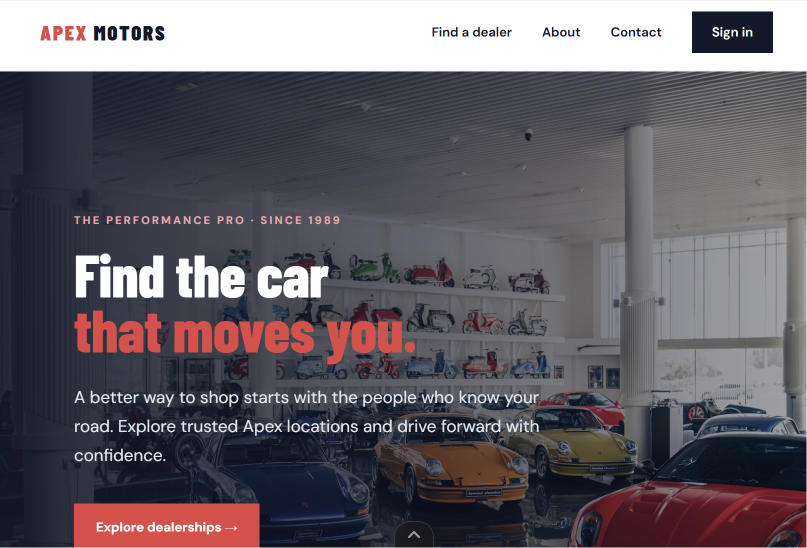 APEX MOTORS
Find a dealer
About
Contact
Sign in
THE PERFORMANCE PRO · SINCE 1989
Find the car
that moves you.
A better way to shop starts with the people who know your
road. Explore trusted Apex locations and drive forward with
confidence.
Explore dealerships →